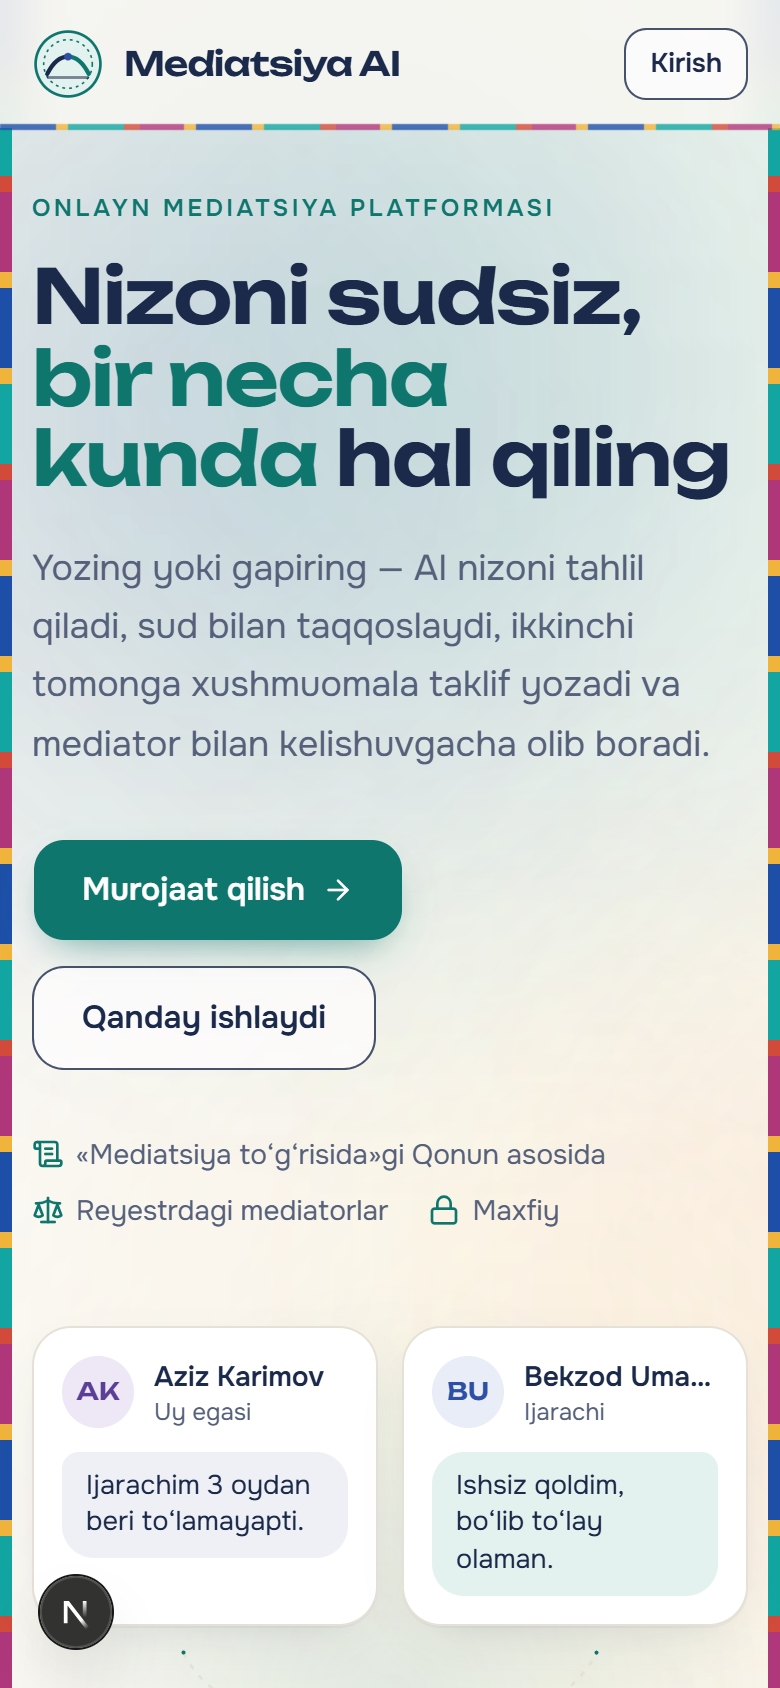 Mediatsiya AI
Kirish
ONLAYN MEDIATSIYA PLATFORMASI
Nizoni sudsiz,
bir necha
kunda hal qiling
Yozing yoki gapiring — AI nizoni tahlil
qiladi, sud bilan taqqoslaydi, ikkinchi
tomonga xushmuomala taklif yozadi va
mediator bilan kelishuvgacha olib boradi.
Murojaat qilish →
Qanday ishlaydi
«Mediatsiya to‘g‘risida»gi Qonun asosida
Reyestrdagi mediatorlar
Maxfiy
AK
Aziz Karimov
Uy egasi
Ijarachim 3 oydan
beri to‘lamayapti.
BU
Bekzod Uma...
Ijarachi
Ishsiz qoldim,
bo‘lib to‘lay
olaman.
N